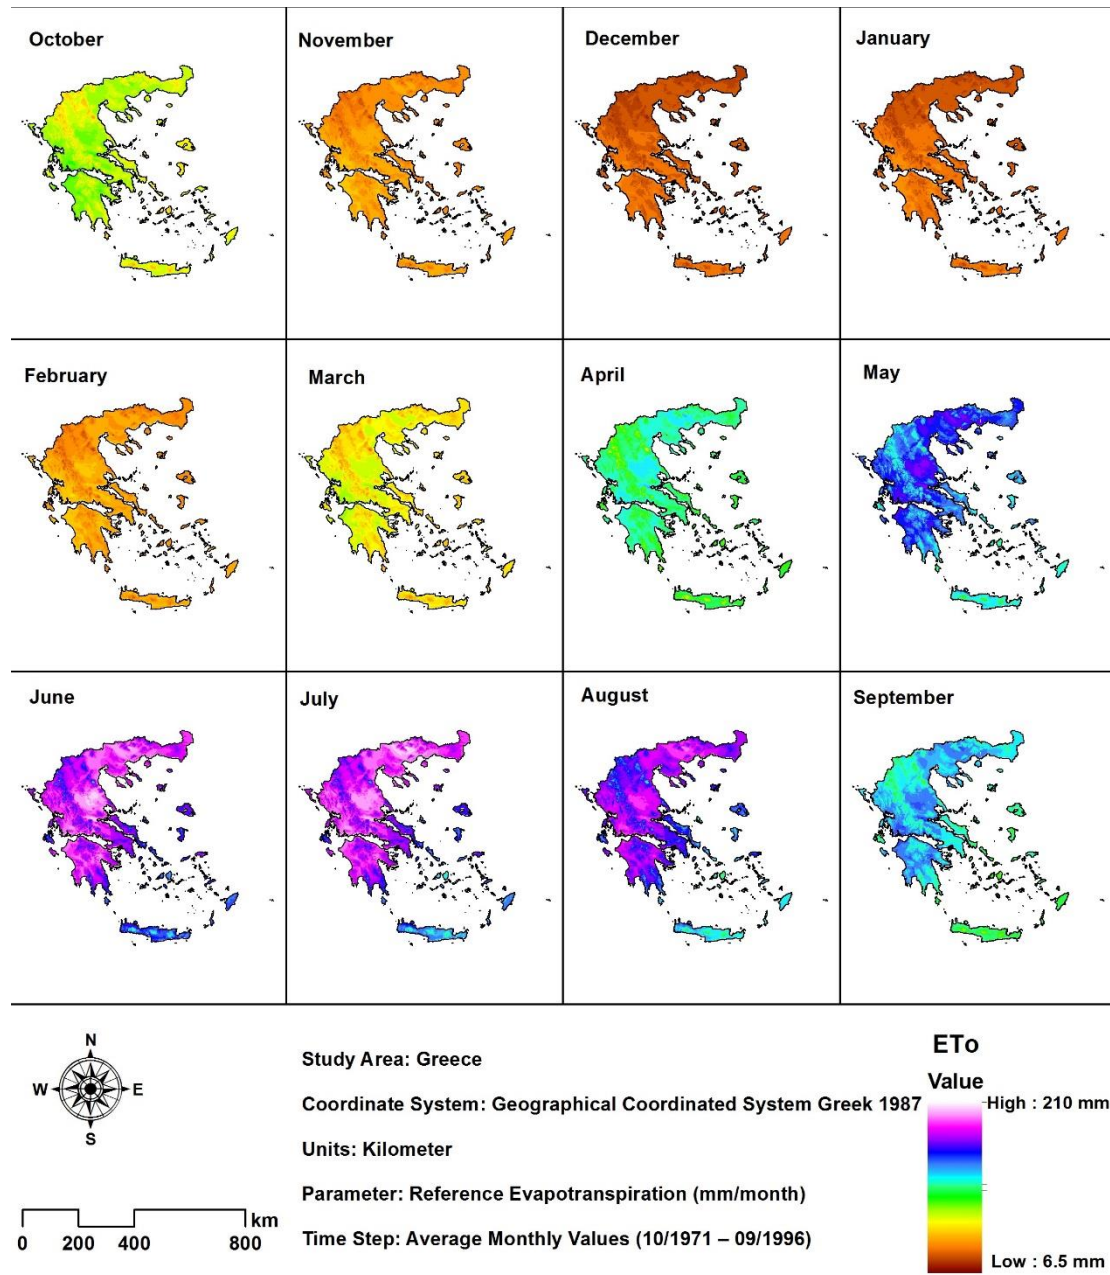 October
November
December
January
February
March
April
May
June
July
August
September
N
W E
S
0 200 400 800 km
Study Area: Greece
Coordinate System: Geographical Coordinated System Greek 1987
Units: Kilometer
Parameter: Reference Evapotranspiration (mm/month)
Time Step: Average Monthly Values (10/1971 – 09/1996)
ETo
Value
High : 210 mm
Low : 6.5 mm